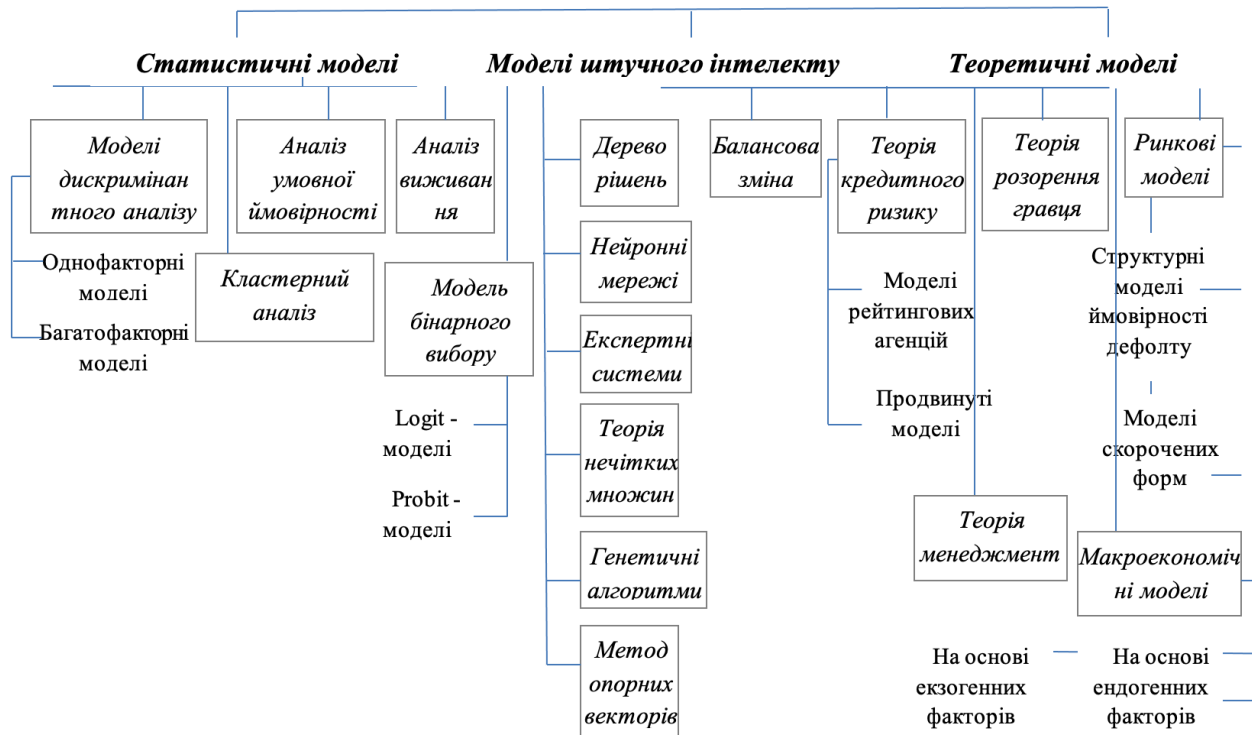 Статистичні моделі
Моделі штучного інтелекту
Теоретичні моделі
Моделі
дискримінан
тного аналізу
Однофакторні
моделі
Багатофакторні
моделі
Кластерний
аналіз
Аналіз
умовної
ймовірності
Аналіз
виживан
ня
Модель
бінарного
вибору
Logit -
моделі
Probit -
моделі
Дерево
рішень
Нейронні
мережі
Експертні
системи
Теорія
нечітких
множин
Генетичні
алгоритми
Метод
опорних
векторів
Балансова
зміна
Теорія
кредитного
ризику
Моделі
рейтингових
агенцій
Продвинуті
моделі
Теорія
розорення
гравця
Ринкові
моделі
Структурні
моделі
ймовірності
дефолту
Моделі
скорочених
форм
Теорія
менеджмент
Макроекономіч
ні моделі
На основі
екзогенних
факторів
На основі
ендогенних
факторів